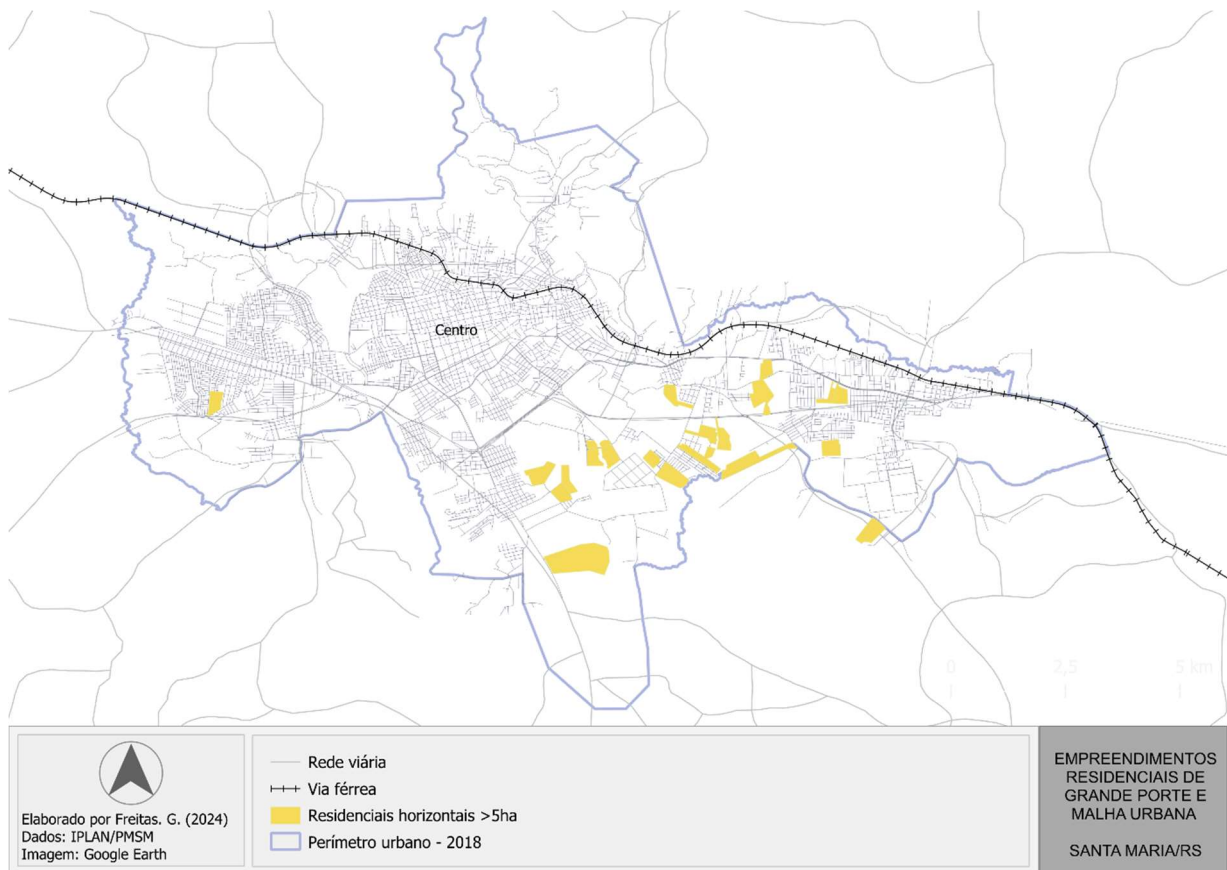 Centro
0 2,5 5 km
Elaborado por Freitas. G. (2024)
Dados: IPLAN/PMSM
Imagem: Google Earth
Rede viária
Via férrea
Residenciais horizontais >5ha
Perímetro urbano - 2018
EMPREENDIMENTOS
RESIDENCIAIS DE
GRANDE PORTE E
MALHA URBANA
SANTA MARIA/RS